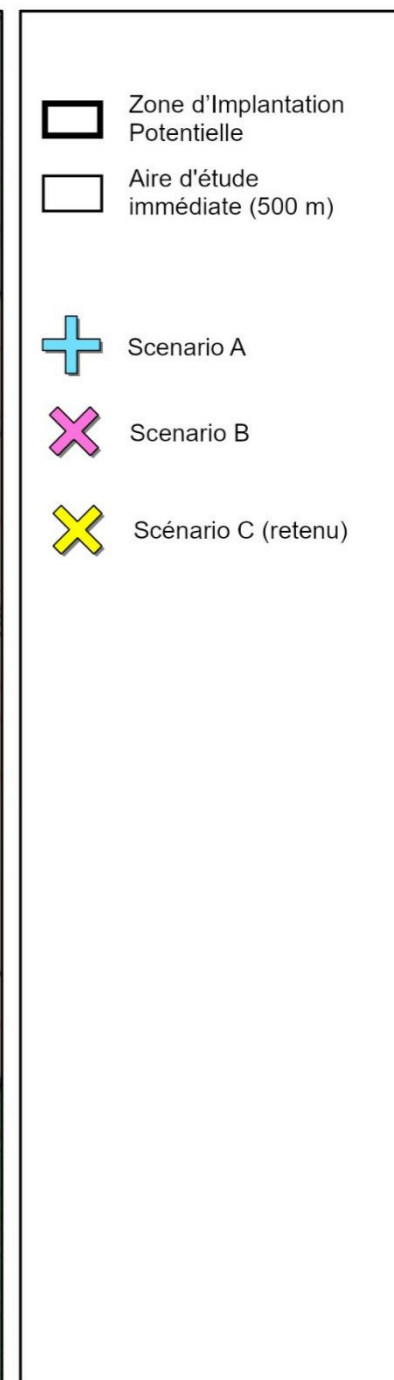 Zone d’Implantation
Potentielle
Aire d'étude
immédiate (500 m)
Scenario A
Scenario B
Scénario C (retenu)